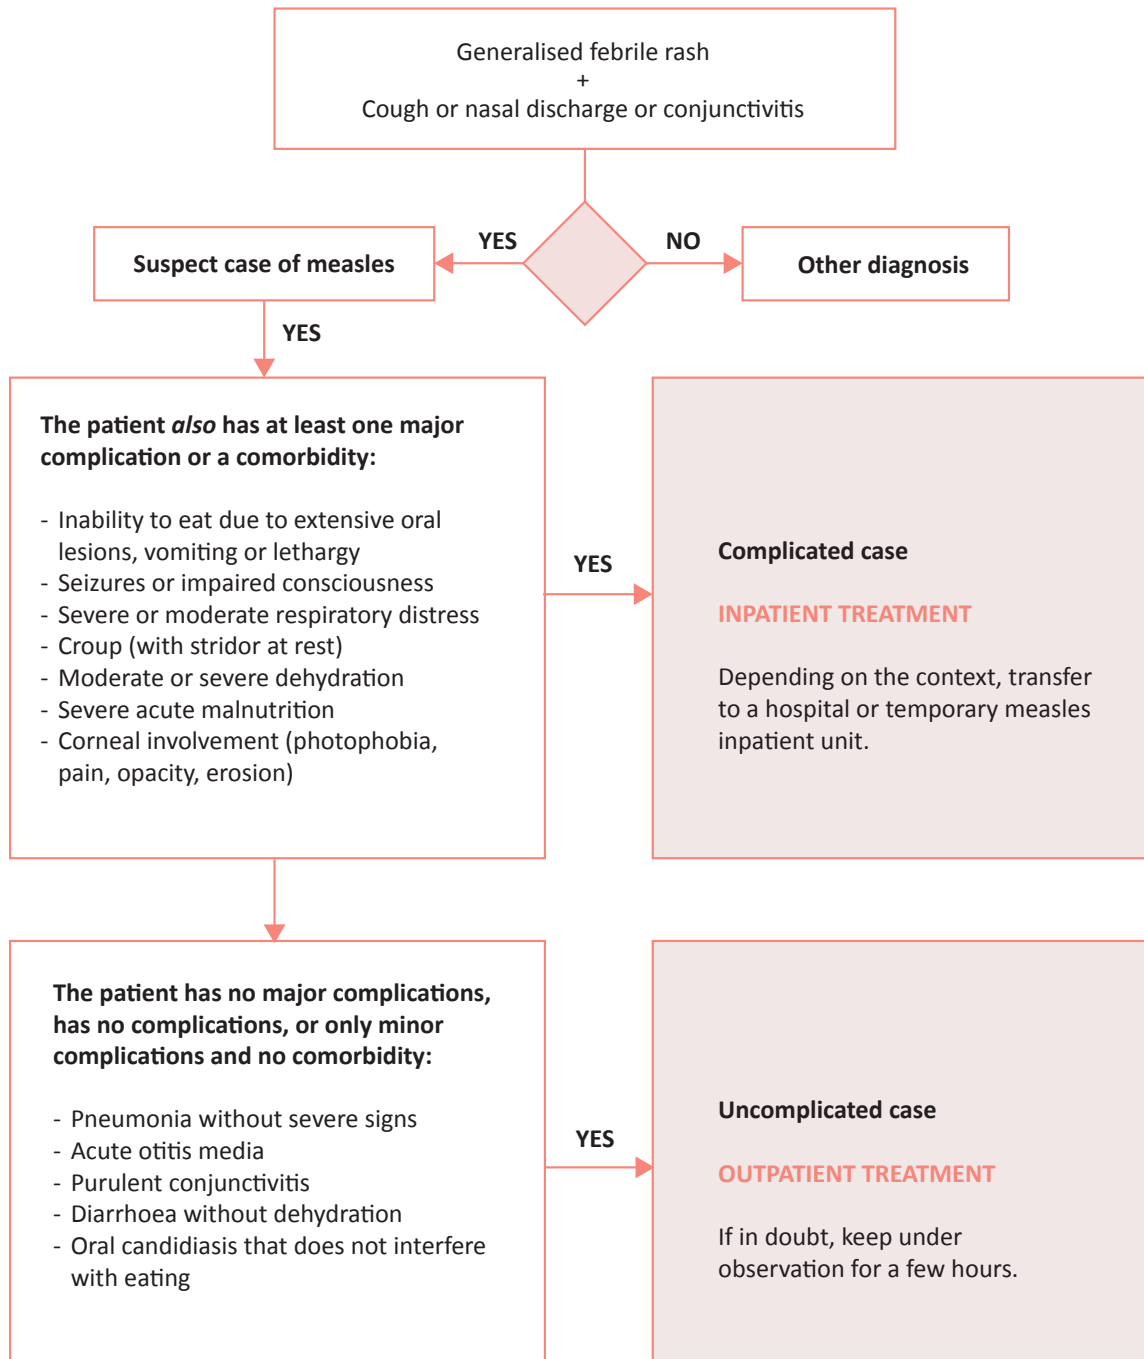 Generalised febrile rash
+
Cough or nasal discharge or conjunctivitis
YES
NO
Suspect case of measles
Other diagnosis
YES
The patient also has at least one major
complication or a comorbidity:
- Inability to eat due to extensive oral
lesions, vomiting or lethargy
- Seizures or impaired consciousness
- Severe or moderate respiratory distress
- Croup (with stridor at rest)
- Moderate or severe dehydration
- Severe acute malnutrition
- Corneal involvement (photophobia,
pain, opacity, erosion)
YES
Complicated case
INPATIENT TREATMENT
Depending on the context, transfer
to a hospital or temporary measles
inpatient unit.
The patient has no major complications,
has no complications, or only minor
complications and no comorbidity:
- Pneumonia without severe signs
- Acute otitis media
- Purulent conjunctivitis
- Diarrhoea without dehydration
- Oral candidiasis that does not interfere
with eating
YES
Uncomplicated case
OUTPATIENT TREATMENT
If in doubt, keep under
observation for a few hours.